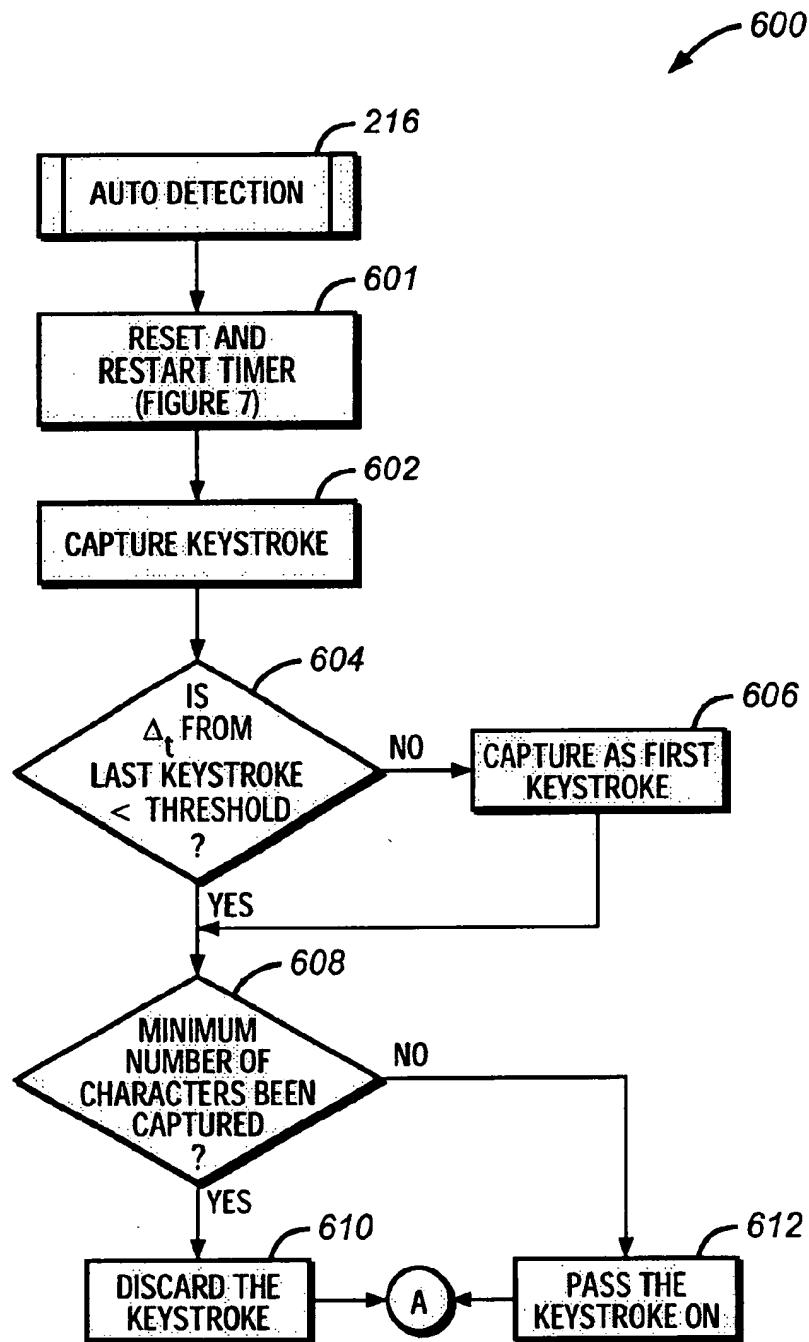 600
216
AUTO DETECTION
601
RESET AND
RESTART TIMER
(FIGURE 7)
602
CAPTURE KEYSTROKE
604
IS
Δt FROM
LAST KEYSTROKE
< THRESHOLD
?
NO
606
CAPTURE AS FIRST
KEYSTROKE
YES
608
MINIMUM
NUMBER OF
CHARACTERS BEEN
CAPTURED
?
NO
YES
610
DISCARD THE
KEYSTROKE
A
612
PASS THE
KEYSTROKE ON